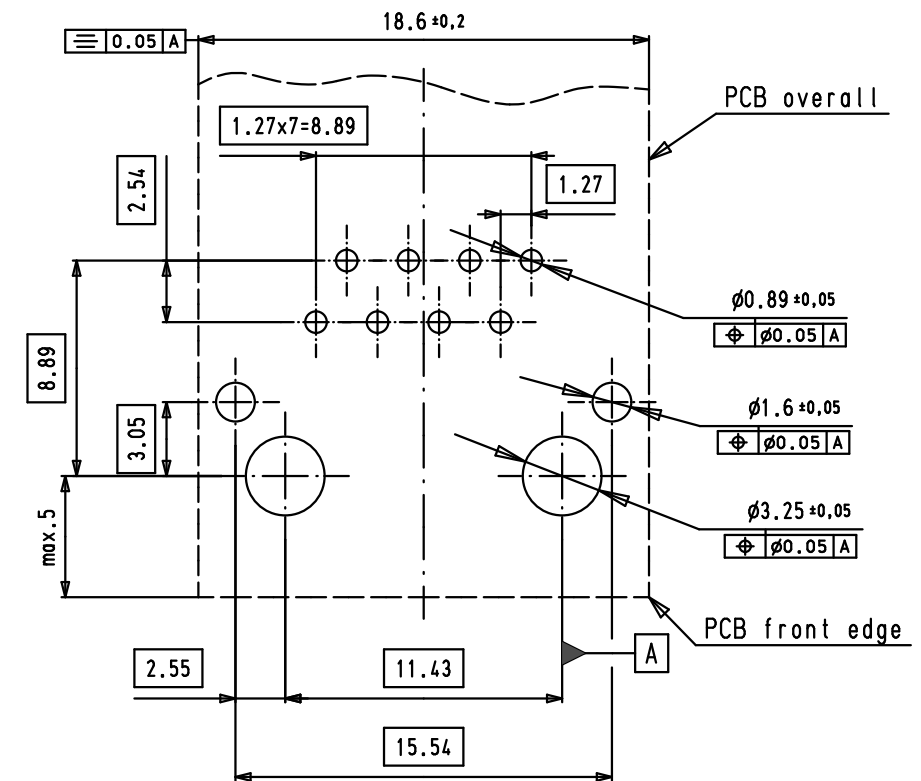 18.6 ±0,2
0.05 A
PCB overall
1.27x7=8.89
2.54
1.27
ø0.89 ±0,05
ø0.05 A
8.89
3.05
ø1.6 ±0,05
ø0.05 A
max.5
ø3.25 ±0,05
ø0.05 A
PCB front edge
A
2.55
11.43
15.54